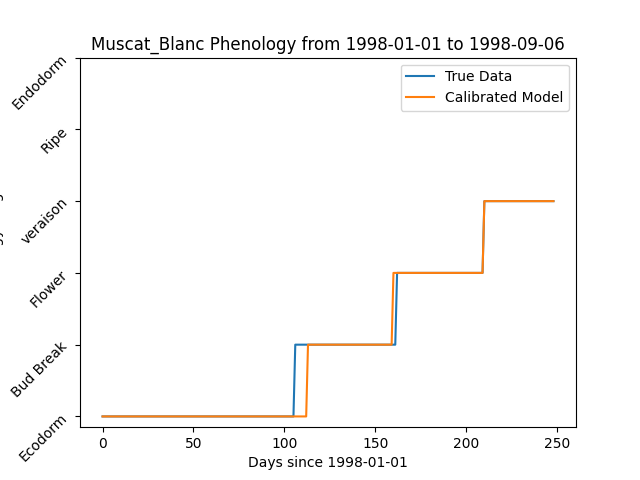 Muscat_Blanc Phenology from 1998-01-01 to 1998-09-06
True Data
Calibrated Model
Endodorm
Ripe
veraison
Flower
Bud Break
Ecodorm
0 50 100 150 200 250
Days since 1998-01-01